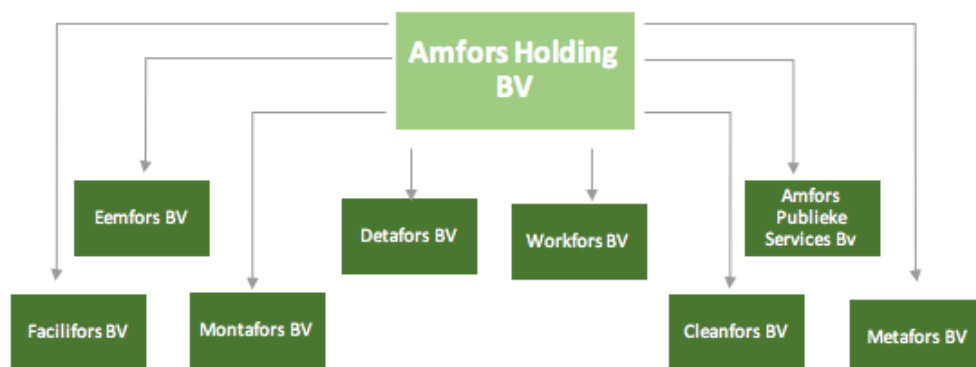 Amfors Holding
BV
Eemfors BV
Detafors BV
Workfors BV
Amfors
Publieke
Services Bv
Facilifors BV
Montafors BV
Cleanfors BV
Metafors BV